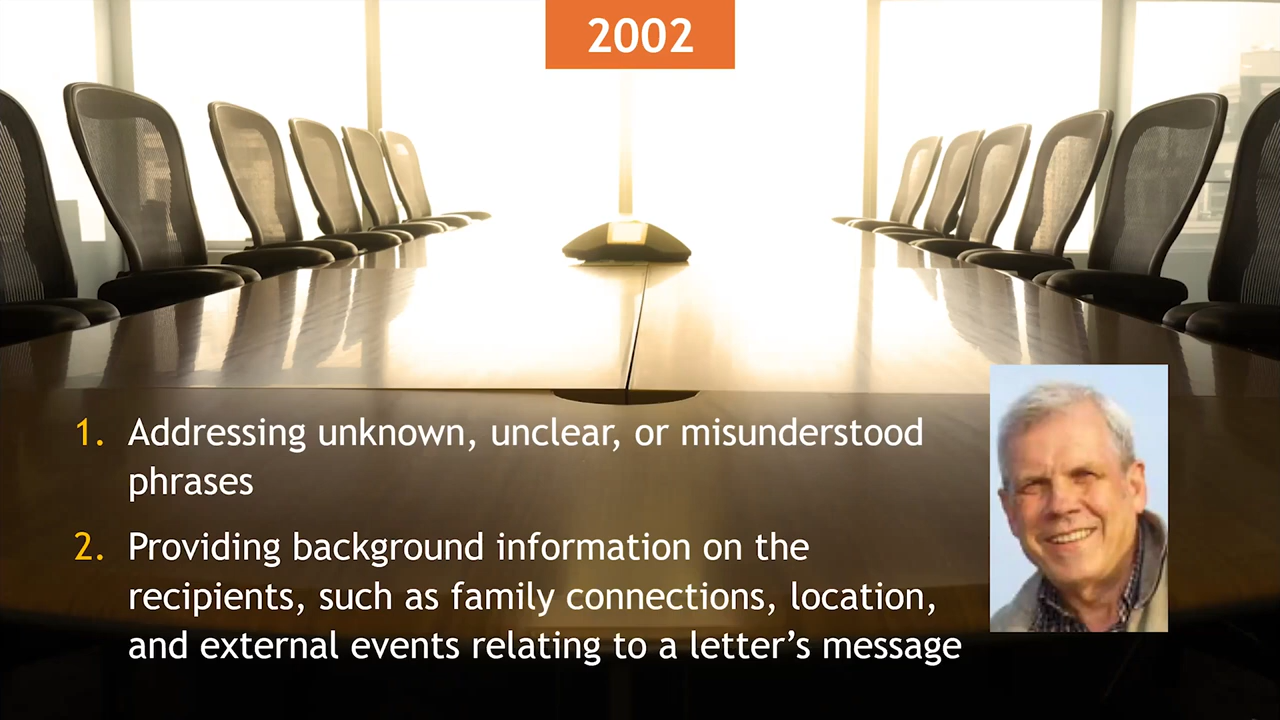 2002
1. Addressing unknown, unclear, or misunderstood
phrases
2. Providing background information on the
recipients, such as family connections, location,
and external events relating to a letter’s message